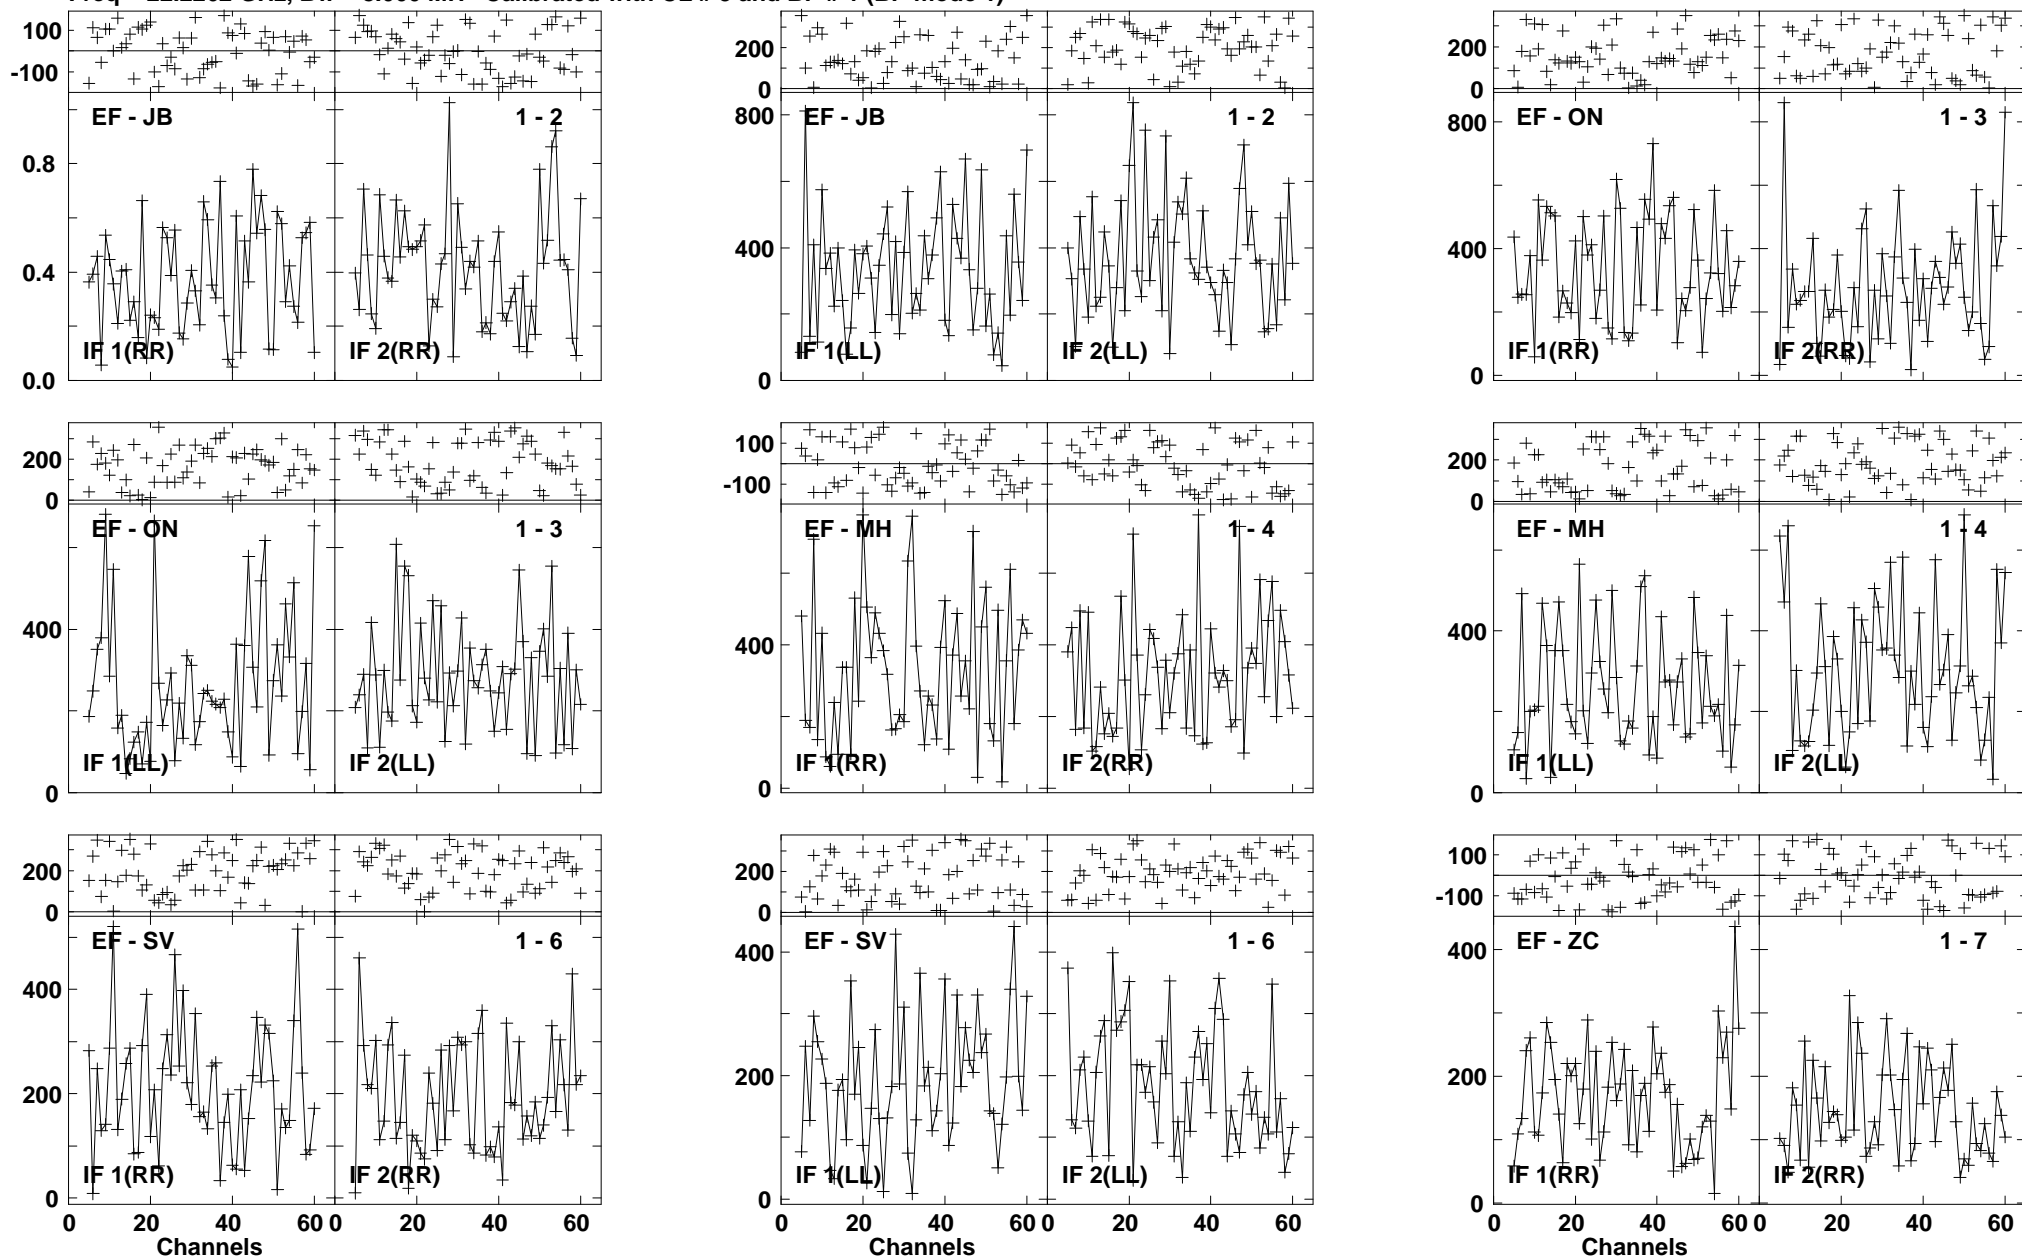 100
-100
EF - JB
1 - 2
0.8
0.4
0.0
IF 1(RR)
IF 2(RR)
200
0
EF - JB
1 - 2
800
400
0
IF 1(LL)
IF 2(LL)
200
0
EF - ON
1 - 3
800
400
0
IF 1(RR)
IF 2(RR)
200
0
EF - ON
1 - 3
400
0
IF 1(LL)
IF 2(LL)
100
-100
EF - MH
1 - 4
400
0
IF 1(RR)
IF 2(RR)
200
0
EF - MH
1 - 4
400
0
IF 1(LL)
IF 2(LL)
200
0
EF - SV
1 - 6
400
200
0
IF 1(RR)
IF 2(RR)
0 20 40 60 0 20 40 60
Channels
200
0
EF - SV
1 - 6
400
200
0
IF 1(LL)
IF 2(LL)
0 20 40 60 0 20 40 60
Channels
100
-100
EF - ZC
1 - 7
400
200
0
IF 1(RR)
IF 2(RR)
0 20 40 60 0 20 40 60
Channels